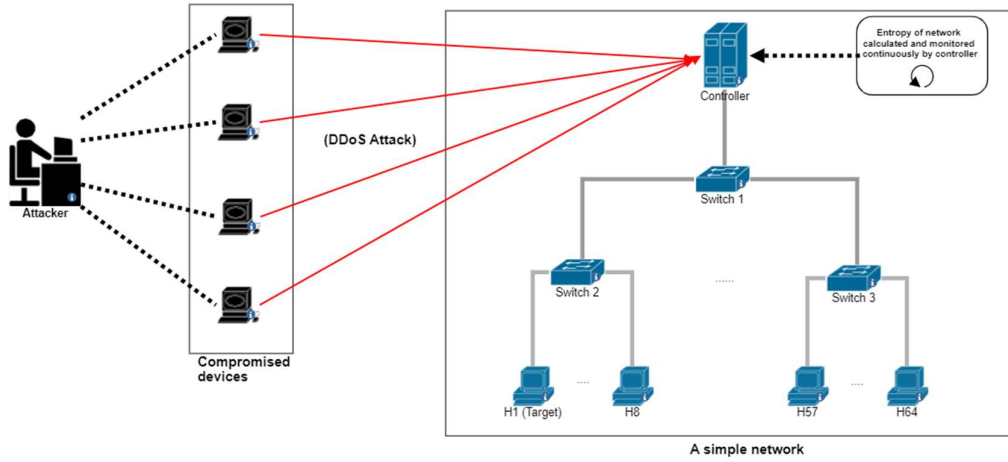 Entropy of network
calculated and monitored
continuously by controller
Controller
(DDoS Attack)
Attacker
Switch 1
Switch 2
......
Switch 3
Compromised
devices
....
....
H1 (Target)
H8
H57
H64
A simple network